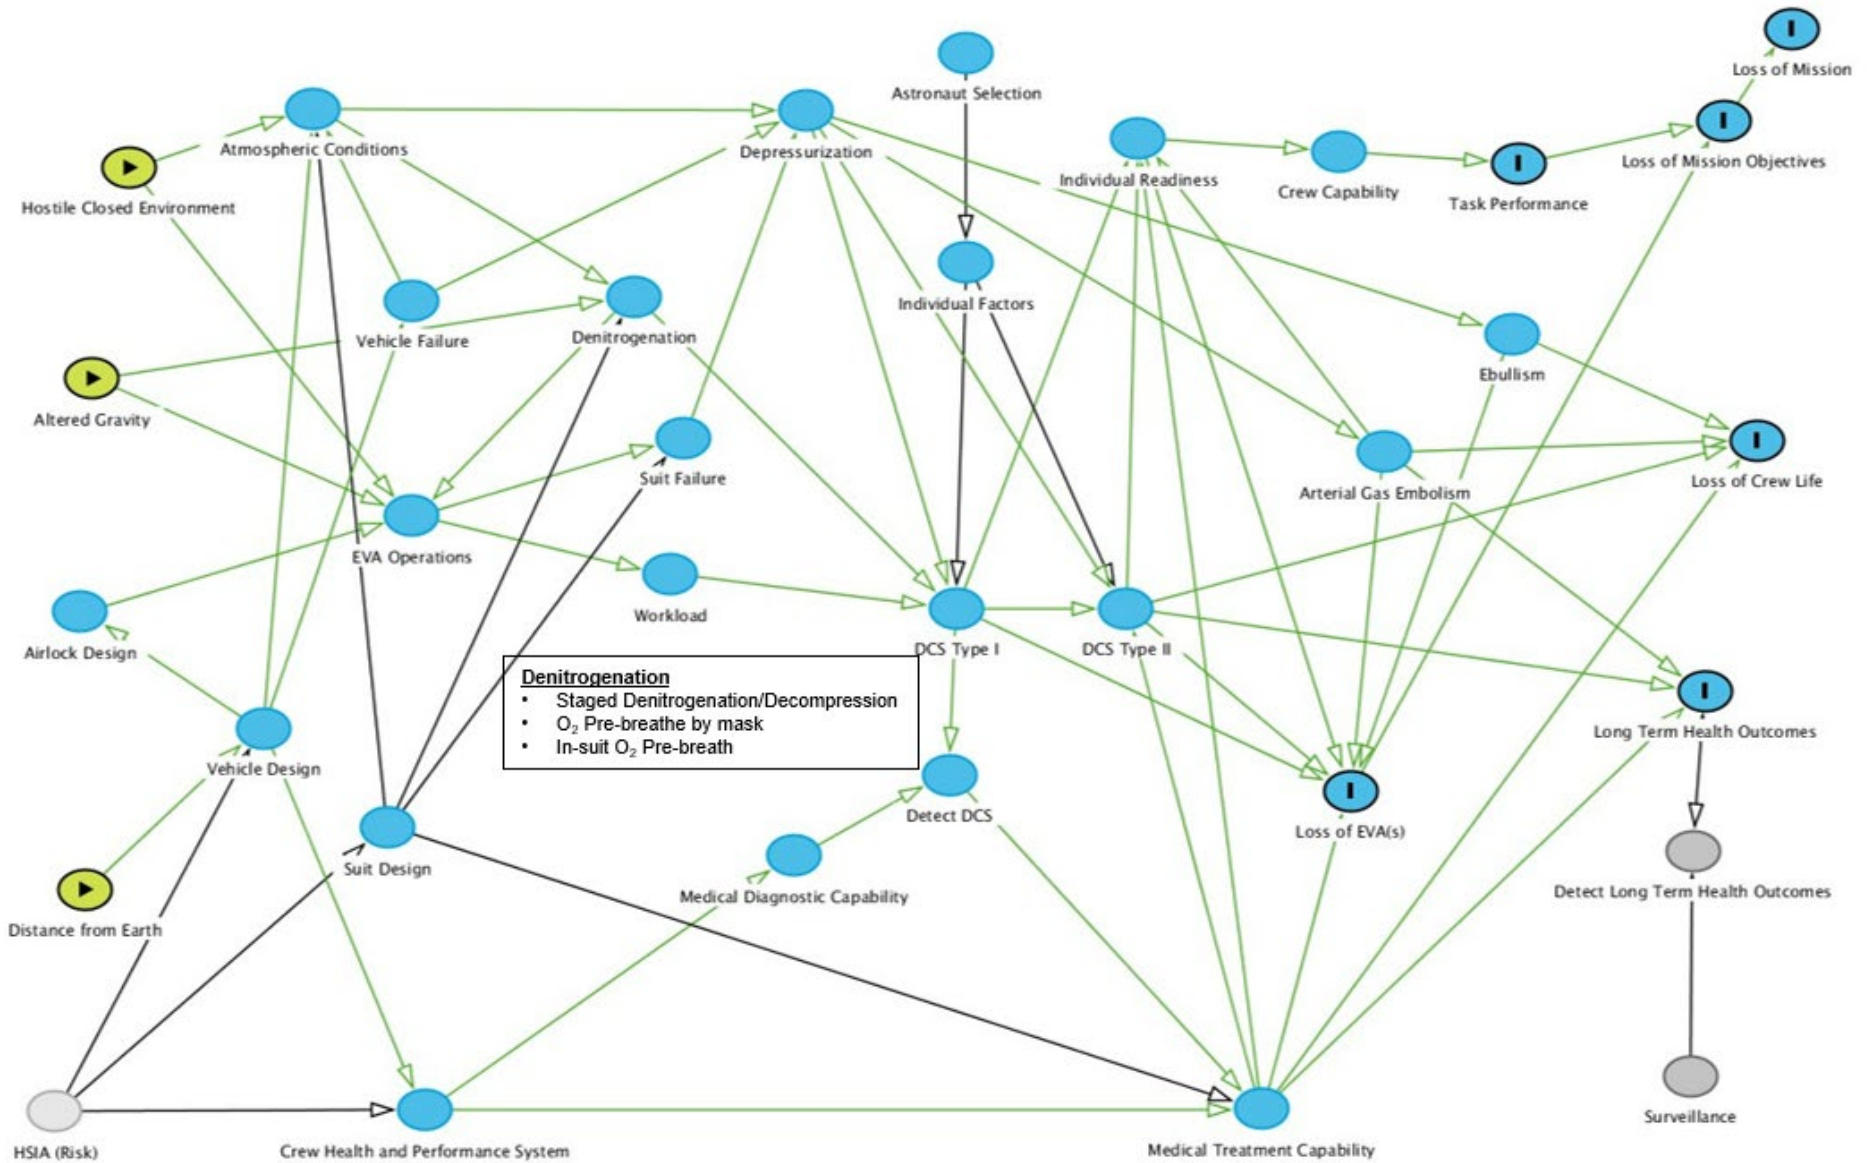 Loss of Mission
Astronaut Selection
Atmospheric Conditions
Depressurization
Loss of Mission Objectives
Individual Readiness
Crew Capability
Task Performance
Hostile Closed Environment
Individual Factors
Vehicle Failure
Denitrogenation
Ebullism
Altered Gravity
Suit Failure
Loss of Crew Life
Arterial Gas Embolism
EVA Operations
Workload
Airlock Design
DCS Type I
DCS Type II
Denitrogenation
• Staged Denitrogenation/Decompression
• O₂ Pre-breathe by mask
• In-suit O₂ Pre-breath
Long Term Health Outcomes
Vehicle Design
Detect DCS
Loss of EVA(s)
Suit Design
Medical Diagnostic Capability
Detect Long Term Health Outcomes
Distance from Earth
Surveillance
HSIA (Risk)
Crew Health and Performance System
Medical Treatment Capability